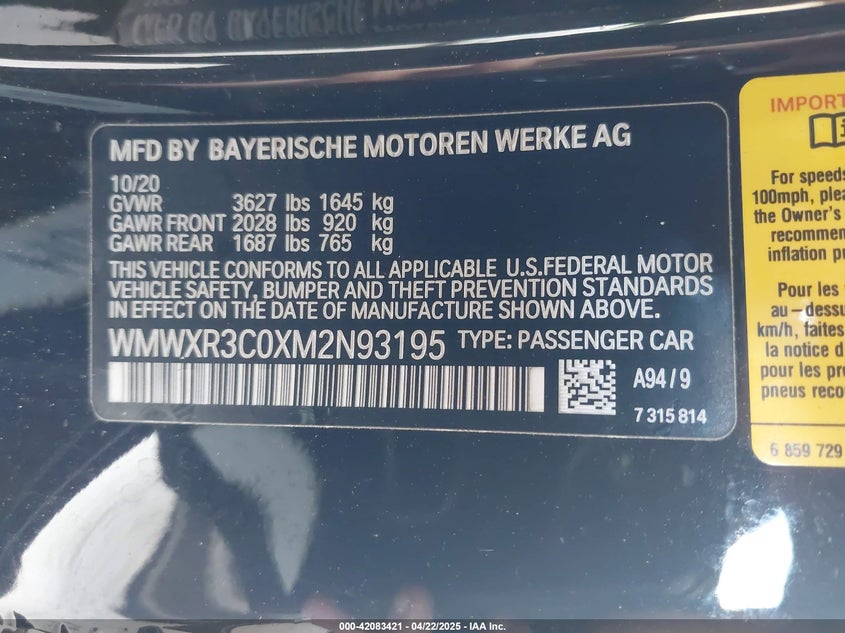 MFD BY BAYERISCHE MOTOREN WERKE AG
10/20
GVWR 3627 lbs 1645 kg
GAWR FRONT 2028 lbs 920 kg
GAWR REAR 1687 lbs 765 kg
THIS VEHICLE CONFORMS TO ALL APPLICABLE U.S.FEDERAL MOTOR
VEHICLE SAFETY, BUMPER AND THEFT PREVENTION STANDARDS
IN EFFECT ON THE DATE OF MANUFACTURE SHOWN ABOVE.
WMWXR3C0XM2N93195 TYPE: PASSENGER CAR
A94/9
7 315 814
IMPORT
For speeds
100mph, plea
the Owner's
recommen
inflation pu
Pour les
au-dessus
km/h, faites
la notice d
pour les pre
pneus reco
6 859 729
000-42083421 - 04/22/2025 - IAA Inc.